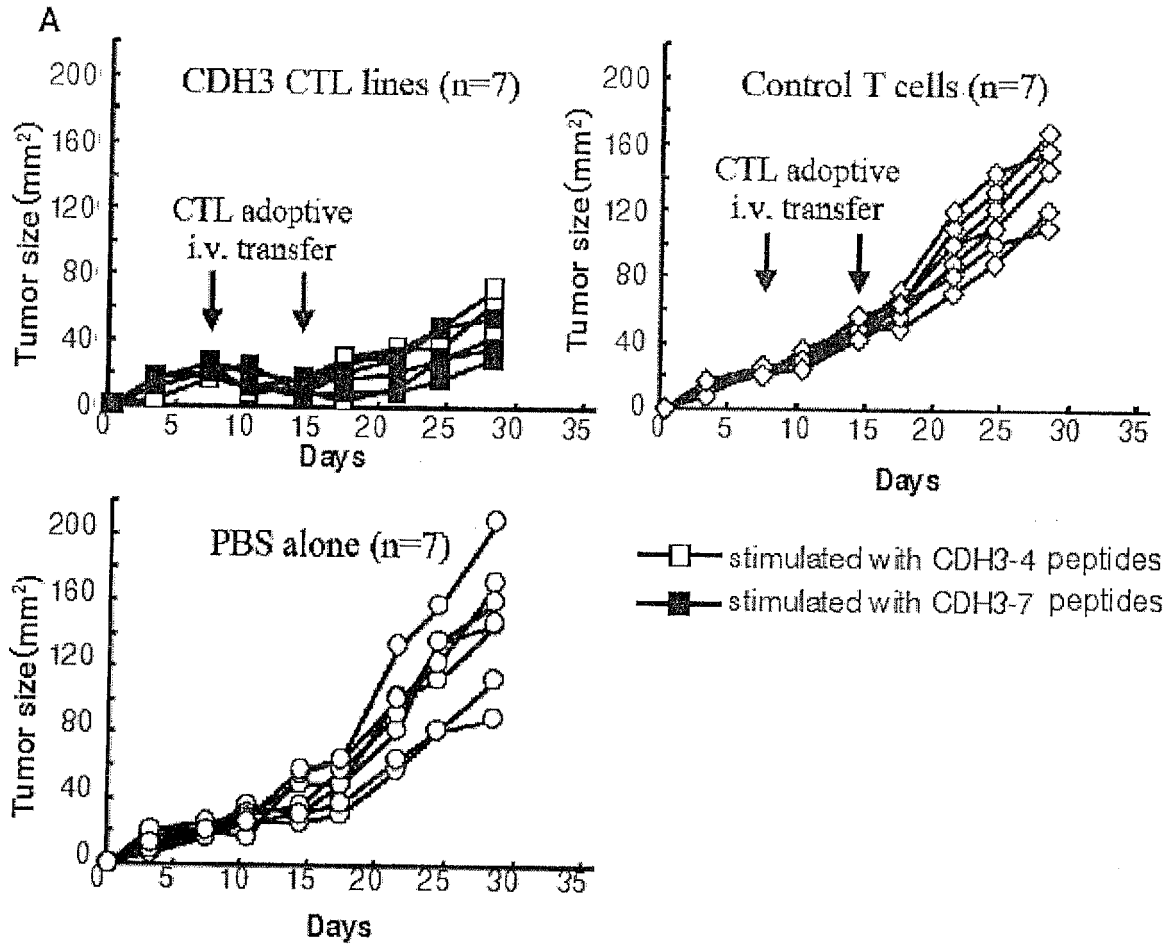 A
CDH3 CTL lines (n=7)
CTL adoptive
i.v. transfer
Tumor size(mm²)
200
160
120
80
40
0
0 5 10 15 20 25 30 35
Days
Control T cells (n=7)
CTL adoptive
i.v. transfer
Tumor size(mm²)
200
160
120
80
40
0
0 5 10 15 20 25 30 35
Days
PBS alone (n=7)
Tumor size(mm²)
200
160
120
80
40
0
0 5 10 15 20 25 30 35
Days
stimulated with CDH3-4 peptides
stimulated with CDH3-7 peptides